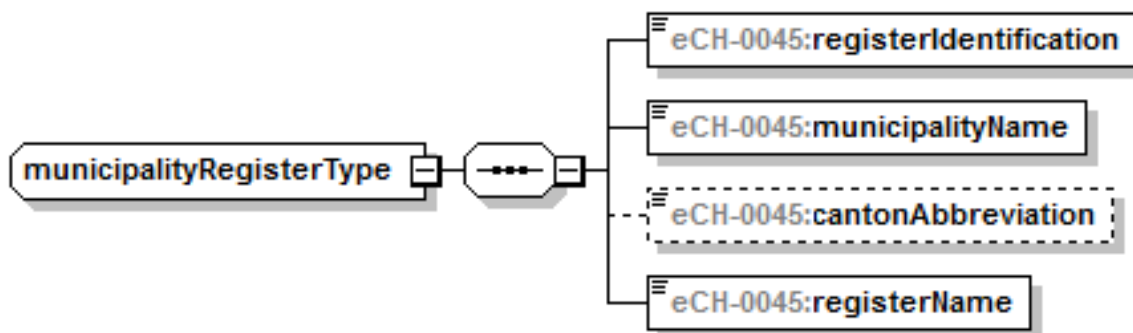 eCH-0045:registerIdentification
eCH-0045:municipalityName
municipalityRegisterType
eCH-0045:cantonAbbreviation
eCH-0045:registerName